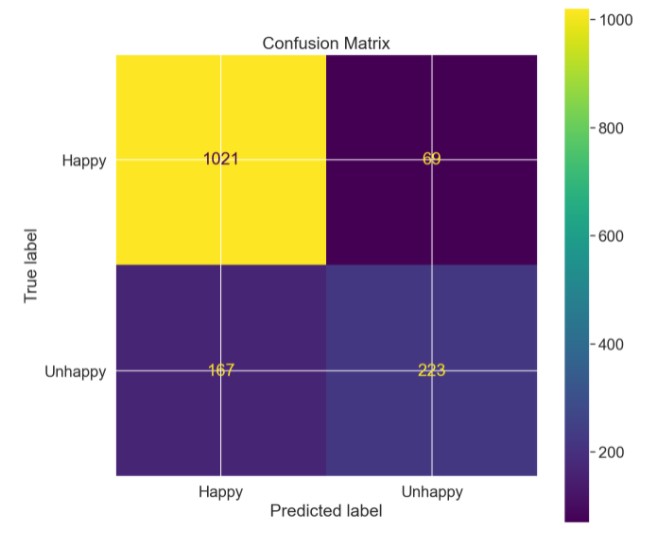 Confusion Matrix
1000
800
600
400
200
True label
Happy
1021
69
Unhappy
167
223
Happy Unhappy
Predicted label